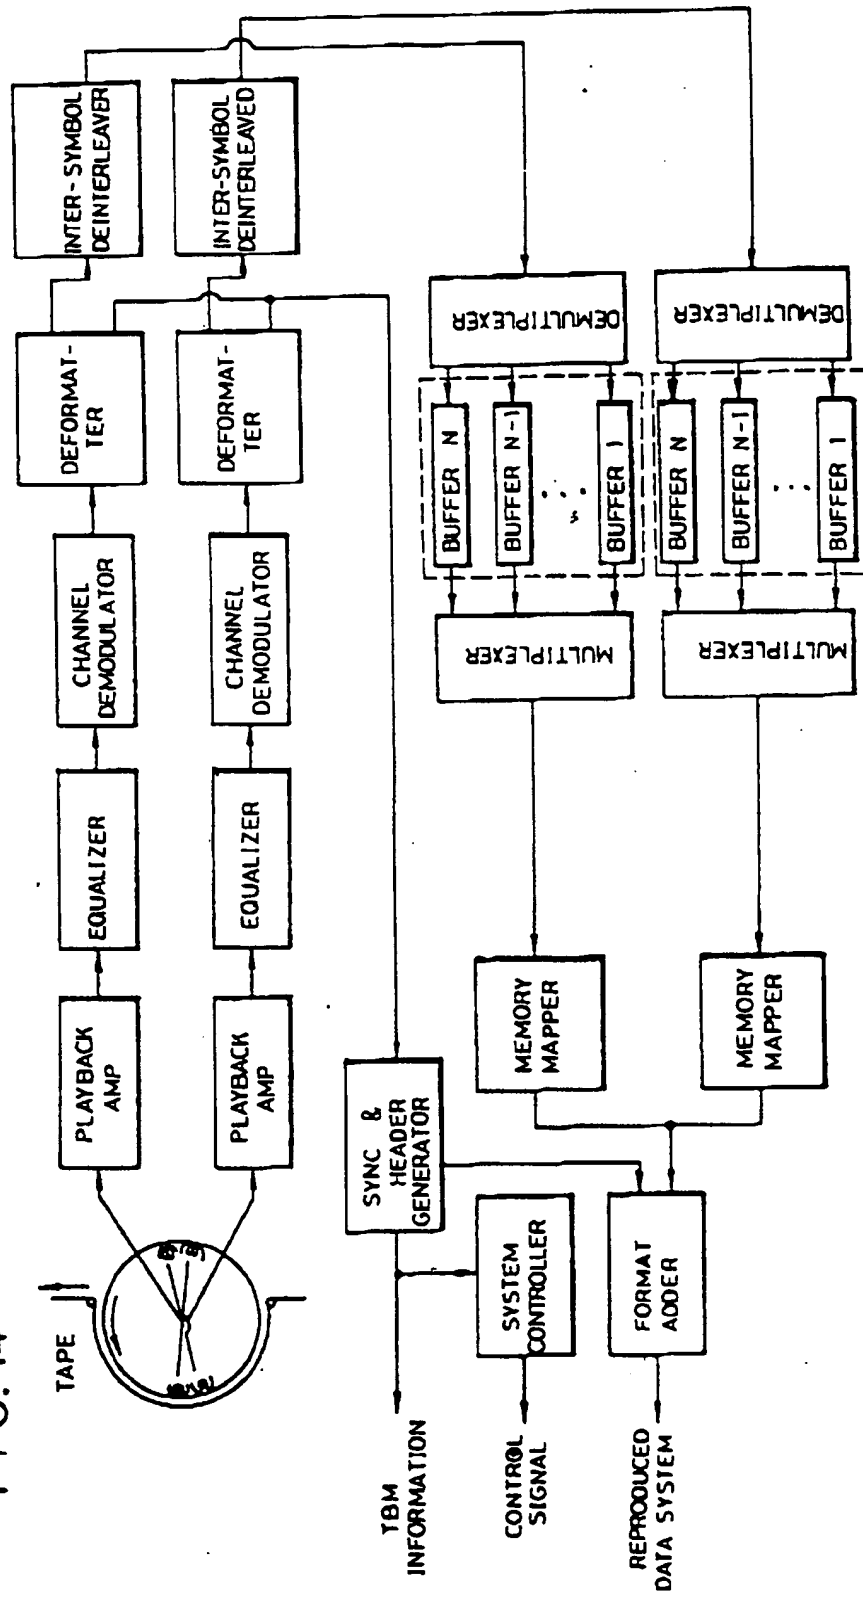 TAPE
PLAYBACK
AMP
EQUALIZER
CHANNEL
DEMODULATOR
DEFORMAT-
TER
INTER-SYMBOL
DEINTERLEAVER
PLAYBACK
AMP
EQUALIZER
CHANNEL
DEMODULATOR
DEFORMAT-
TER
INTER-SYMBOL
DEINTERLEAVED
TBM
INFORMATION
SYNC &
HEADER
GENERATOR
CONTROL
SIGNAL
SYSTEM
CONTROLLER
MEMORY
MAPPER
MULTIPLEXER
BUFFER N
BUFFER N-1
BUFFER 1
DEMULTIPLEXER
REPRODUCED
DATA SYSTEM
FORMAT
ADDER
MEMORY
MAPPER
MULTIPLEXER
BUFFER N
BUFFER N-1
BUFFER 1
DEMULTIPLEXER